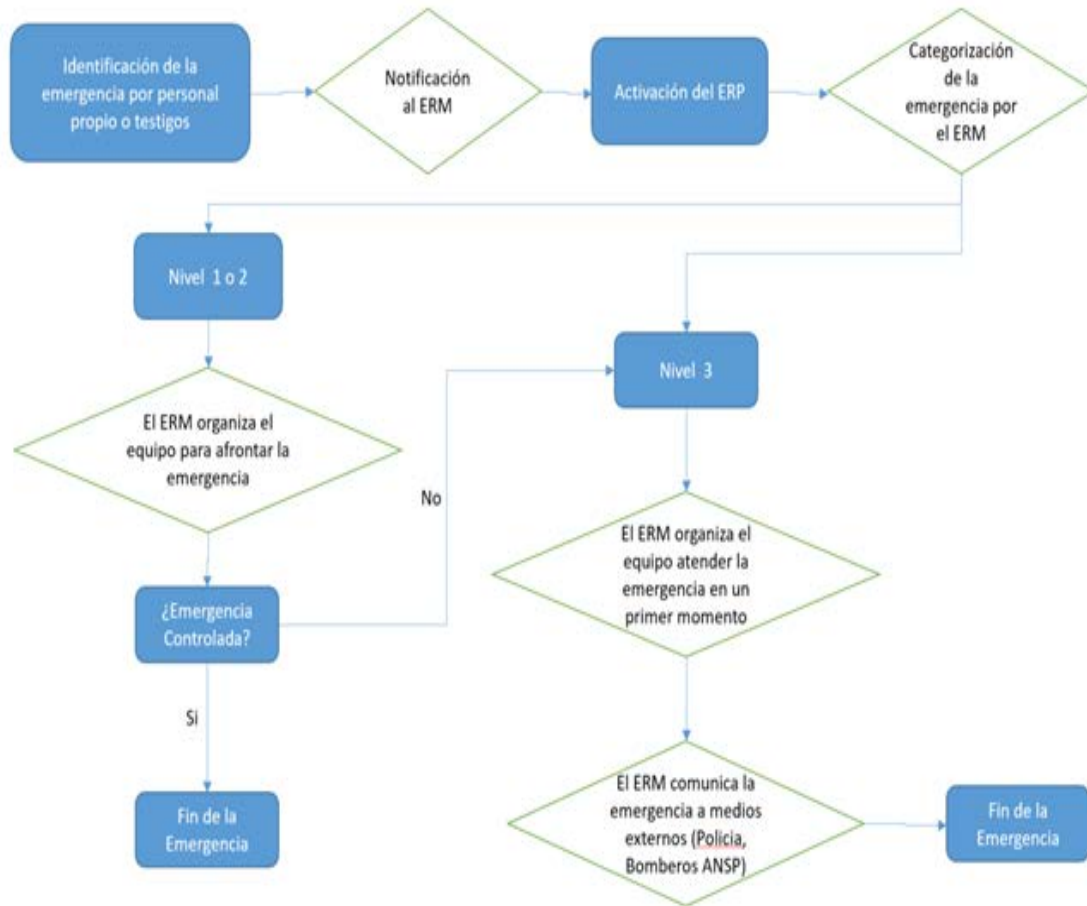 Identificación de la
emergencia por personal
propio o testigos
Notificación
al ERM
Activación del ERP
Categorización
de la
emergencia por
el ERM
Nivel 1 o 2
Nivel 3
El ERM organiza el
equipo para afrontar la
emergencia
No
El ERM organiza el
equipo atender la
emergencia en un
primer momento
¿Emergencia
Controlada?
Si
Fin de la
Emergencia
El ERM comunica la
emergencia a medios
externos (Policia,
Bomberos ANSP)
Fin de la
Emergencia